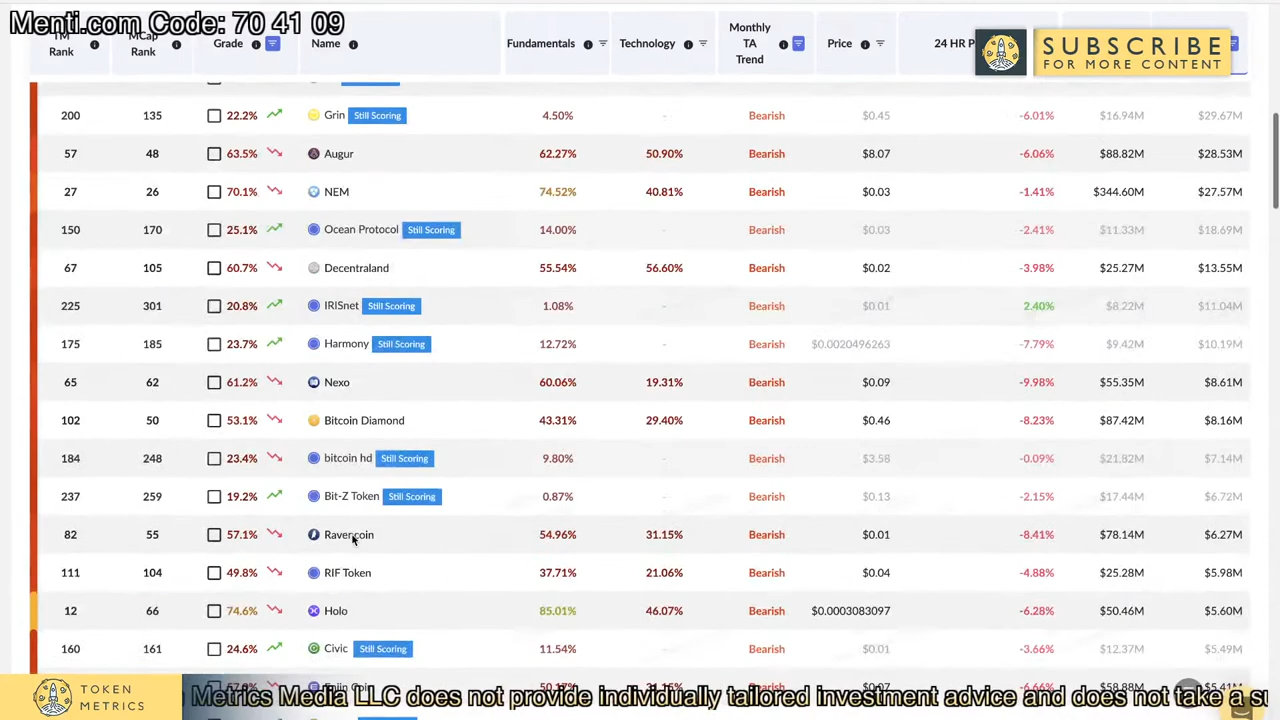 Menti.com Code: 70 41 09
TM Rank MCap Rank Grade Name Fundamentals Technology Monthly TA Trend Price 24 HR P
SUBSCRIBE
FOR MORE CONTENT
200 135 22.2% Grin Still Scoring 4.50% - Bearish $0.45 -6.01% $16.94M $29.67M
57 48 63.5% Augur 62.27% 50.90% Bearish $8.07 -6.06% $88.82M $28.53M
27 26 70.1% NEM 74.52% 40.81% Bearish $0.03 -1.41% $344.60M $27.57M
150 170 25.1% Ocean Protocol Still Scoring 14.00% - Bearish $0.03 -2.41% $11.33M $18.69M
67 105 60.7% Decentraland 55.54% 56.60% Bearish $0.02 -3.98% $25.27M $13.55M
225 301 20.8% IRISnet Still Scoring 1.08% - Bearish $0.01 2.40% $8.22M $11.04M
175 185 23.7% Harmony Still Scoring 12.72% - Bearish $0.0020496263 -7.79% $9.42M $10.19M
65 62 61.2% Nexo 60.06% 19.31% Bearish $0.09 -9.98% $55.35M $8.61M
102 50 53.1% Bitcoin Diamond 43.31% 29.40% Bearish $0.46 -8.23% $87.42M $8.16M
184 248 23.4% bitcoin hd Still Scoring 9.80% - Bearish $3.58 -0.09% $21.82M $7.14M
237 259 19.2% Bit-Z Token Still Scoring 0.87% - Bearish $0.13 -2.15% $17.44M $6.72M
82 55 57.1% Ravencoin 54.96% 31.15% Bearish $0.01 -8.41% $78.14M $6.27M
111 104 49.8% RIF Token 37.71% 21.06% Bearish $0.04 -4.88% $25.28M $5.98M
12 66 74.6% Holo 85.01% 46.07% Bearish $0.0003083097 -6.28% $50.46M $5.60M
160 161 24.6% Civic Still Scoring 11.54% - Bearish $0.01 -3.66% $12.37M $5.49M
TOKEN METRICS
Metrics Media LLC does not provide individually tailored investment advice and does not take a su